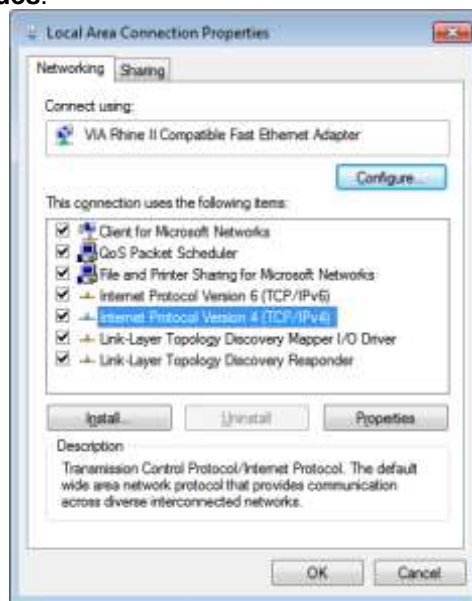 dos.
Local Area Connection Properties
Networking Sharing
Connect using:
VIA Rhine II Compatible Fast Ethernet Adapter
Configure...
This connection uses the following items:
Client for Microsoft Networks
QoS Packet Scheduler
File and Printer Sharing for Microsoft Networks
Internet Protocol Version 6 (TCP/IPv6)
Internet Protocol Version 4 (TCP/IPv4)
Link-Layer Topology Discovery Mapper I/O Driver
Link-Layer Topology Discovery Responder
Install... Uninstall Properties
Description
Transmission Control Protocol/Internet Protocol. The default
wide area network protocol that provides communication
across diverse interconnected networks.
OK Cancel